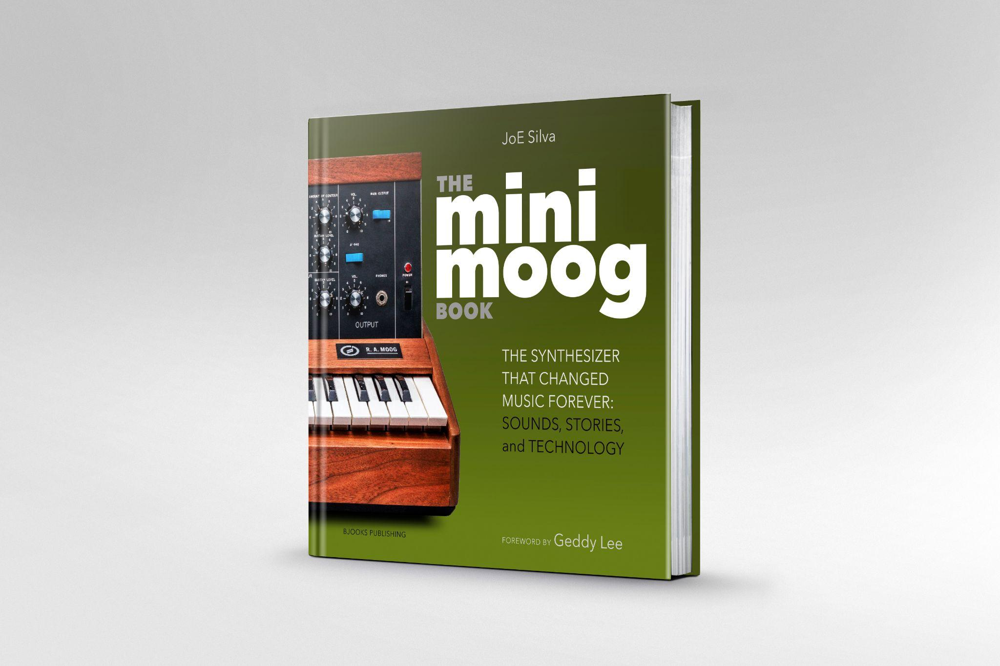 JoE Silva
THE
mini
moog
BOOK
THE SYNTHESIZER
THAT CHANGED
MUSIC FOREVER:
SOUNDS, STORIES,
and TECHNOLOGY
FOREWORD BY Geddy Lee
BJOOKS PUBLISHING
AMOUNT OF CONTOUR
VOL.
MAIN OUTPUT
SUSTAIN LEVEL
A-440
SUSTAIN LEVEL
VOL.
PHONES
POWER
OUTPUT
R. A. MOOG